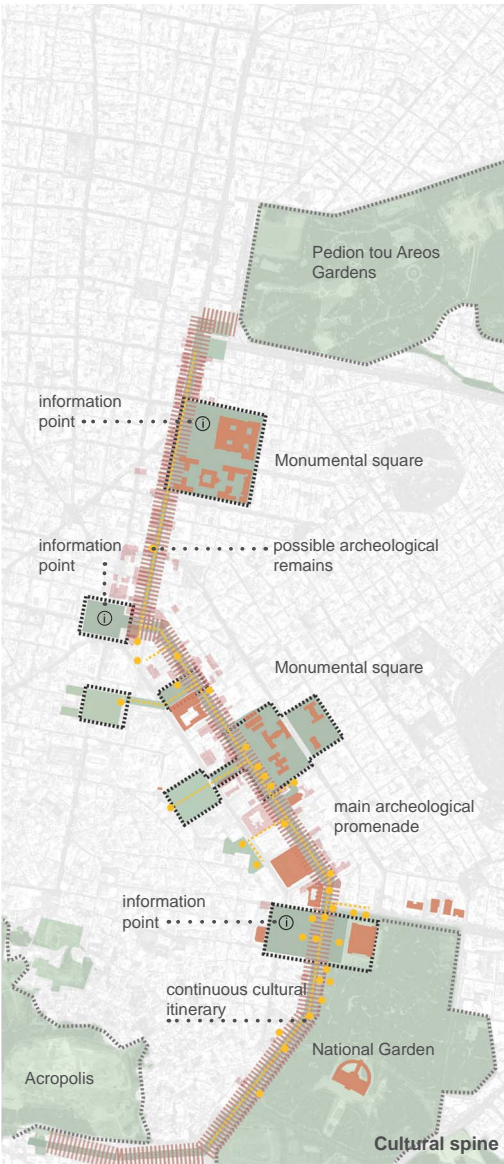 Pedion tou Areos
Gardens
information
point
i
Monumental square
information
point
possible archeological
remains
i
Monumental square
main archeological
promenade
information
point
i
continuous cultural
itinerary
National Garden
Acropolis
Cultural spine